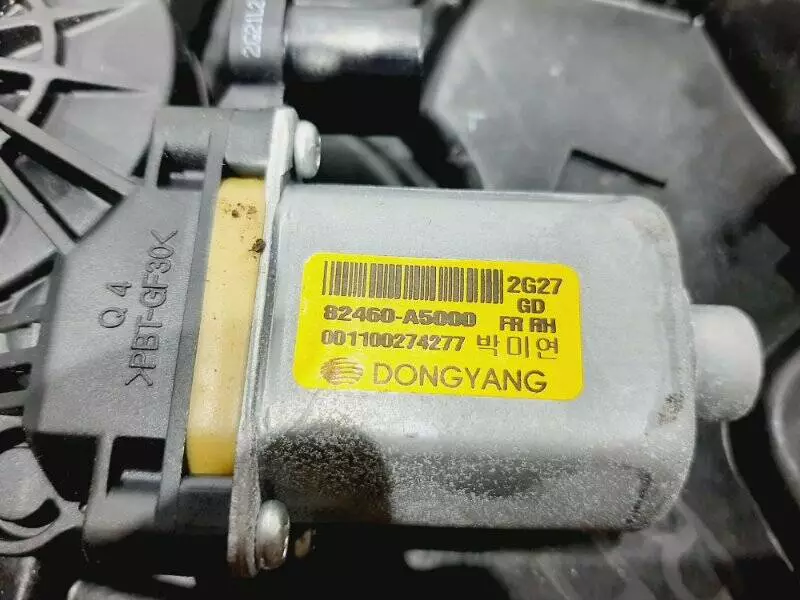 Q 4
>PBT-GF30<
2G27
GD
82460-A5000 FR RH
001100274277 박미연
DONGYANG